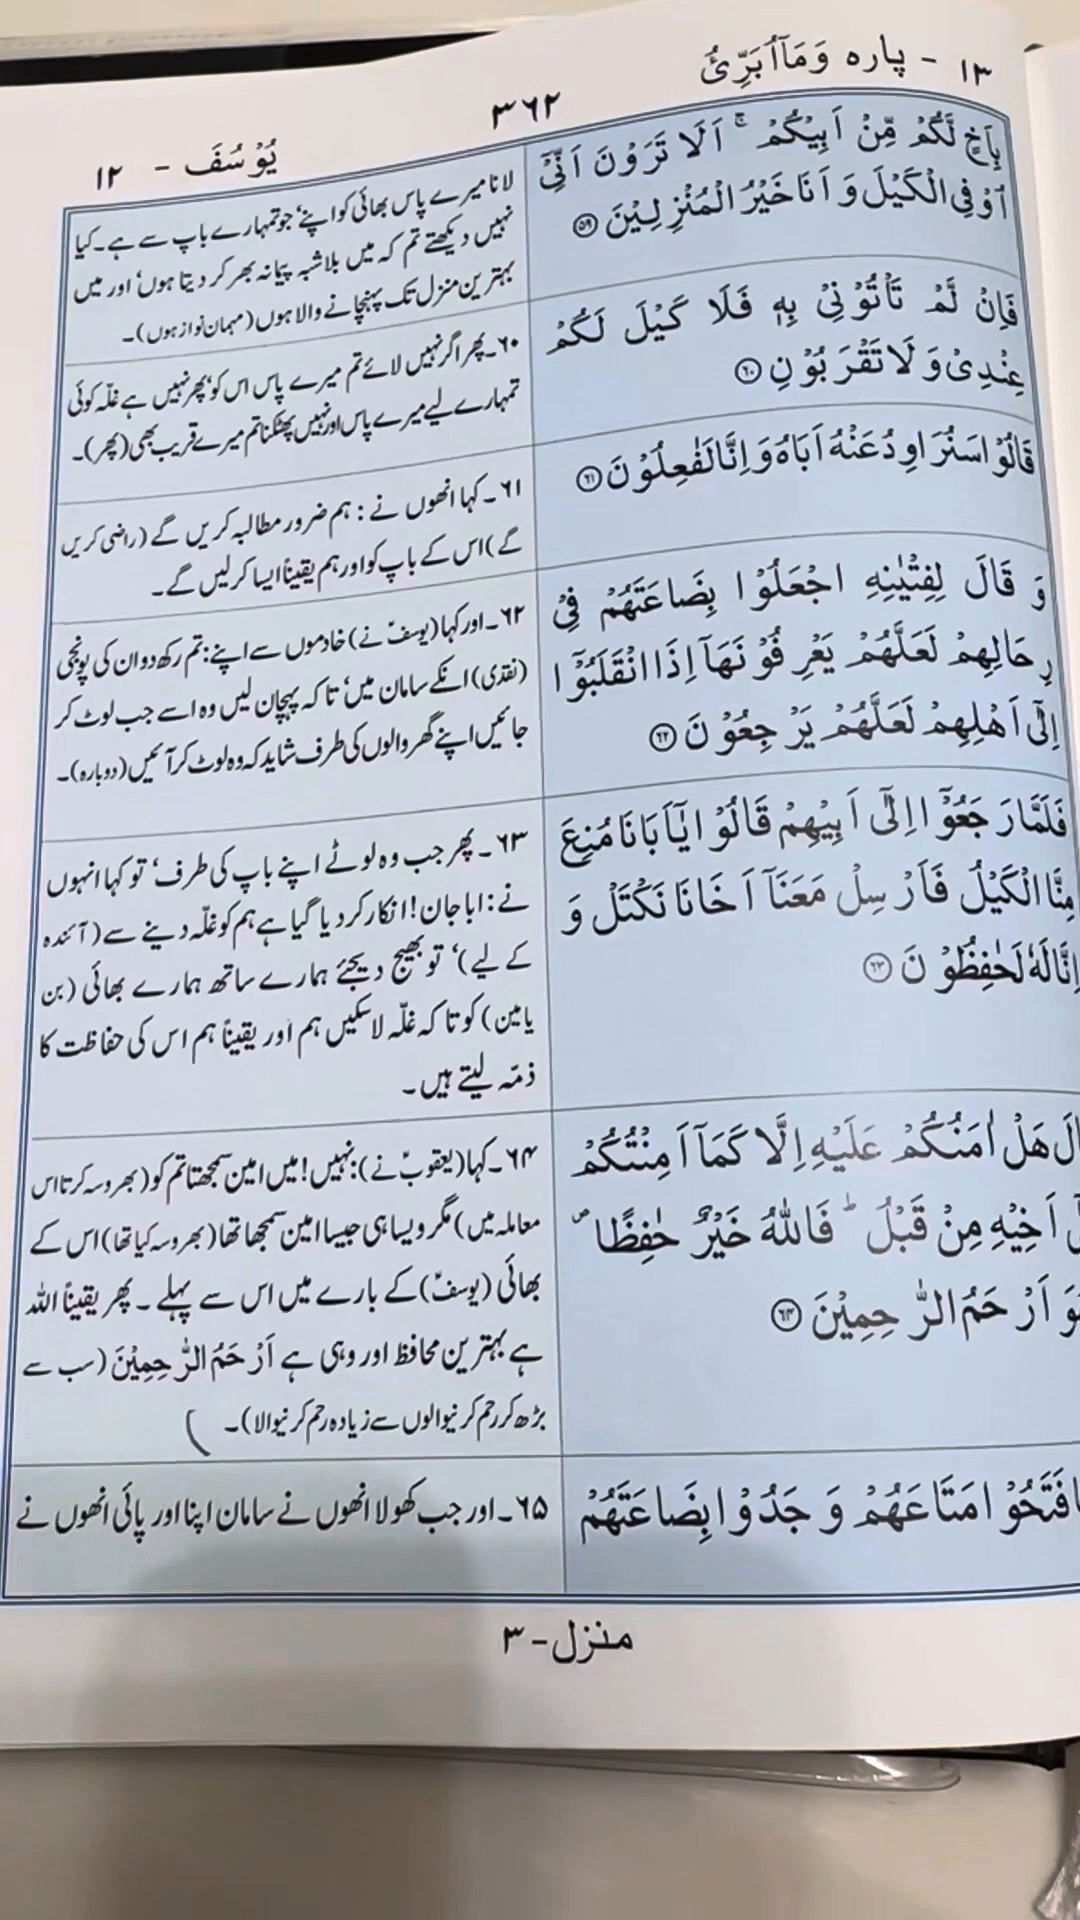 ۱۳ - پاره وَمَآاُبَرِّئُ
۳۶۲
یُوْسُفَ - ۱۲
بِاَخٍ لَّكُمْ مِّنْ اَبِیْكُمْ ۚ اَلَا تَرَوْنَ اَنِّیْۤ
اُوْفِی الْكَیْلَ وَ اَنَا خَیْرُ الْمُنْزِلِیْنَ ۵۹
لانا میرے پاس بھائی کو اپنے‘ جو تمہارے باپ سے ہے۔ کیا
نہیں دیکھتے تم کہ میں بلاشبہ پیمانہ بھر کر دیتا ہوں‘ اور میں
بہترین منزل تک پہنچانے والا ہوں (مہمان نواز ہوں)۔
فَاِنْ لَّمْ تَاْتُوْنِیْ بِهٖ فَلَا كَیْلَ لَكُمْ
عِنْدِیْ وَ لَا تَقْرَبُوْنِ ۶۰
۶۰۔ پھر اگر نہیں لائے تم میرے پاس اس کو‘ پھر نہیں ہے غلّہ کوئی
تمہارے لیے میرے پاس اور نہیں پھٹکنا تم میرے قریب بھی (پھر)۔
قَالُوْا سَنُرَاوِدُ عَنْهُ اَبَاهُ وَ اِنَّا لَفٰعِلُوْنَ ۶۱
۶۱۔ کہا انھوں نے : ہم ضرور مطالبہ کریں گے (راضی کریں
گے) اس کے باپ کو اور ہم یقیناً ایسا کر لیں گے۔
وَ قَالَ لِفِتْیٰنِهِ اجْعَلُوْا بِضَاعَتَهُمْ فِیْ
رِحَالِهِمْ لَعَلَّهُمْ یَعْرِفُوْنَهَاۤ اِذَا انْقَلَبُوْۤا
اِلٰۤی اَهْلِهِمْ لَعَلَّهُمْ یَرْجِعُوْنَ ۶۲
۶۲۔ اور کہا (یوسفؑ نے) خادموں سے اپنے: تم رکھ دو ان کی پونجی
(نقدی) انکے سامان میں‘ تاکہ پہچان لیں وہ اسے جب لوٹ کر
جائیں اپنے گھر والوں کی طرف شاید کہ وہ لوٹ کر آئیں (دوبارہ)۔
فَلَمَّا رَجَعُوْۤا اِلٰۤی اَبِیْهِمْ قَالُوْا یٰۤاَبَانَا مُنِعَ
مِنَّا الْكَیْلُ فَاَرْسِلْ مَعَنَاۤ اَخَانَا نَكْتَلْ وَ
اِنَّا لَهٗ لَحٰفِظُوْنَ ۶۳
۶۳۔ پھر جب وہ لوٹے اپنے باپ کی طرف‘ تو کہا انہوں
نے: ابا جان! انکار کر دیا گیا ہے ہم کو غلّہ دینے سے (آئندہ
کے لیے)‘ تو بھیج دیجئے ہمارے ساتھ ہمارے بھائی (بن
یامین) کو تاکہ غلّہ لا سکیں ہم اور یقیناً ہم اس کی حفاظت کا
ذمّہ لیتے ہیں۔
الَ هَلْ اٰمَنُكُمْ عَلَیْهِ اِلَّا كَمَاۤ اَمِنْتُكُمْ
اَخِیْهِ مِنْ قَبْلُ ؕ فَاللّٰهُ خَیْرٌ حٰفِظًا ۪
وَ اَرْحَمُ الرّٰحِمِیْنَ ۶۴
۶۴۔ کہا (یعقوبؑ نے): نہیں! میں امین سمجھتا تم کو (بھروسہ کرتا اس
معاملہ میں) مگر ویسا ہی جیسا امین سمجھا تھا (بھروسہ کیا تھا) اس کے
بھائی (یوسفؑ) کے بارے میں اس سے پہلے۔ پھر یقیناً اللہ
ہے بہترین محافظ اور وہی ہے اَرْحَمُ الرّٰحِمِیْنَ (سب سے
بڑھ کر رحم کرنیوالوں سے زیادہ رحم کرنیوالا)۔
فَتَحُوْا مَتَاعَهُمْ وَجَدُوْا بِضَاعَتَهُمْ
۶۵۔ اور جب کھولا انھوں نے سامان اپنا اور پائی انھوں نے
منزل-۳